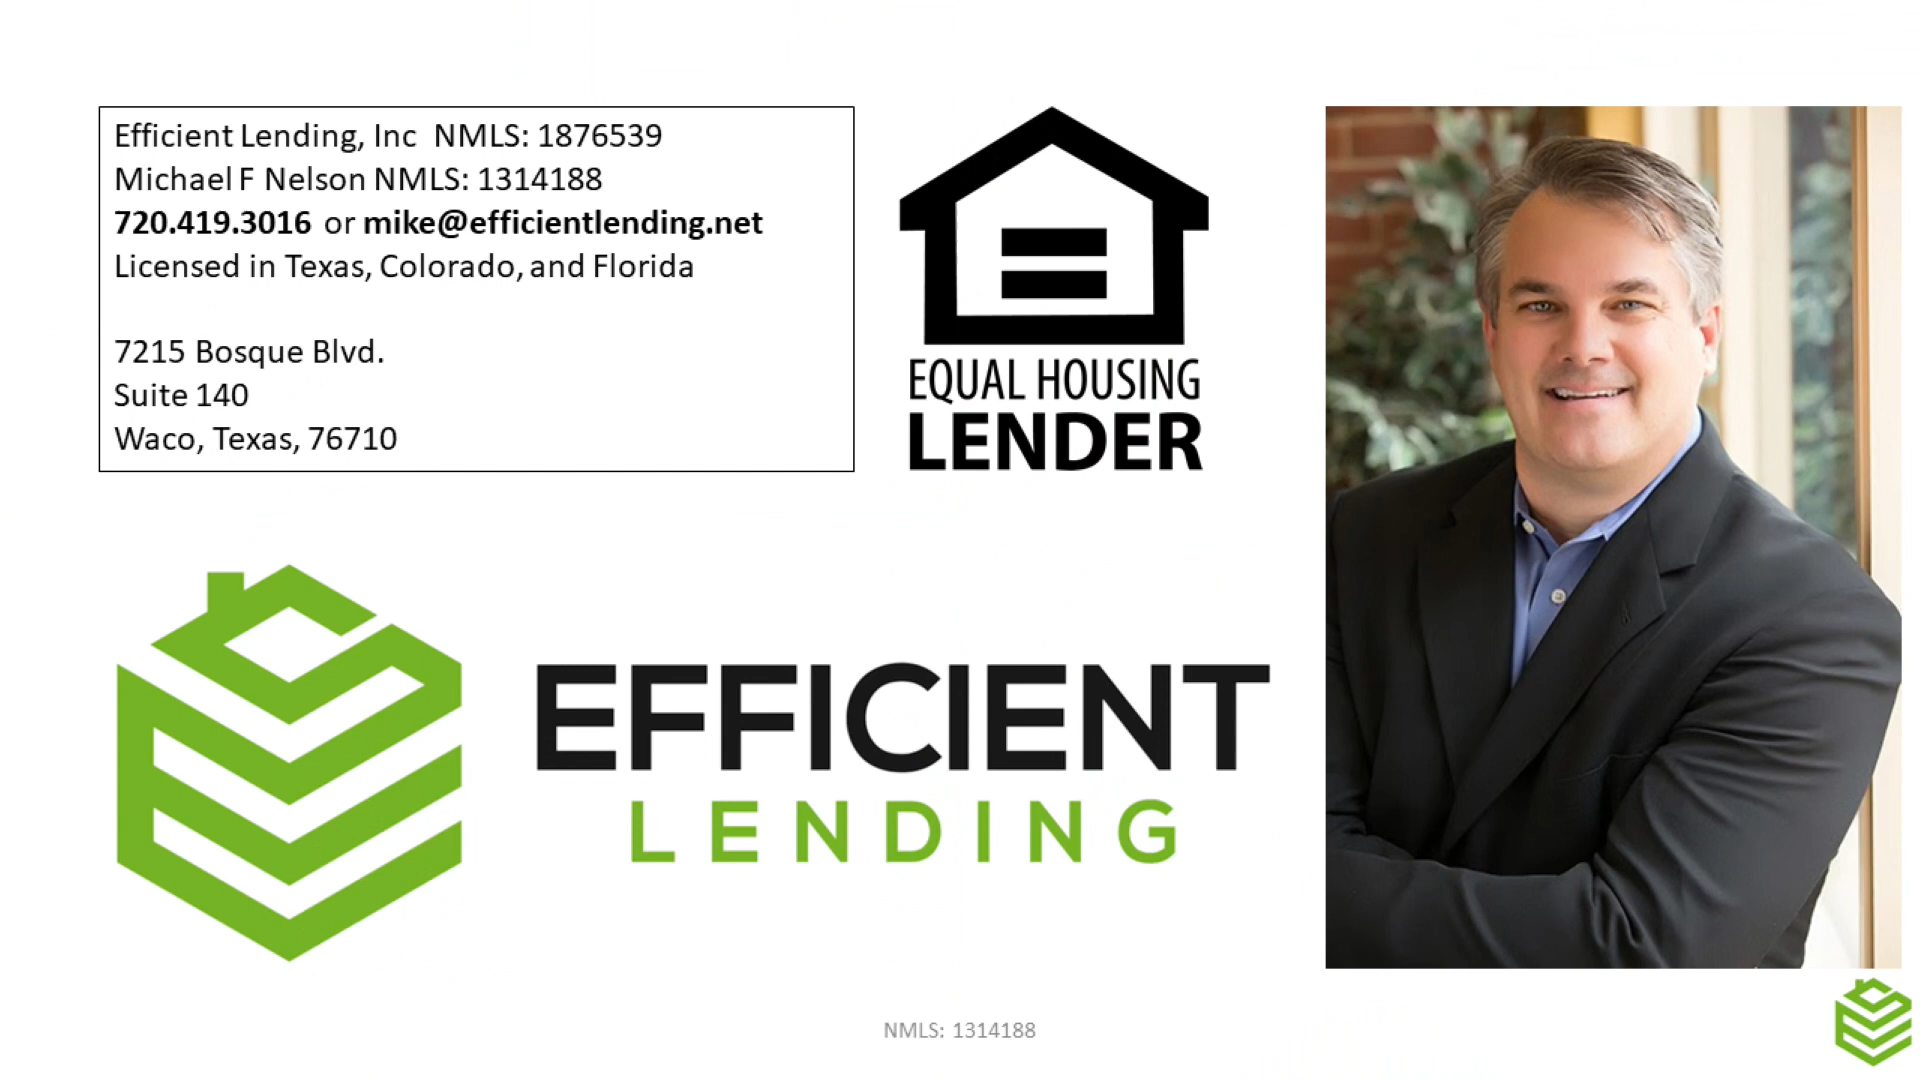 Efficient Lending, Inc  NMLS: 1876539
Michael F Nelson NMLS: 1314188
720.419.3016 or mike@efficientlending.net
Licensed in Texas, Colorado, and Florida
7215 Bosque Blvd.
Suite 140
Waco, Texas, 76710
EQUAL HOUSING
LENDER
EFFICIENT
LENDING
NMLS: 1314188